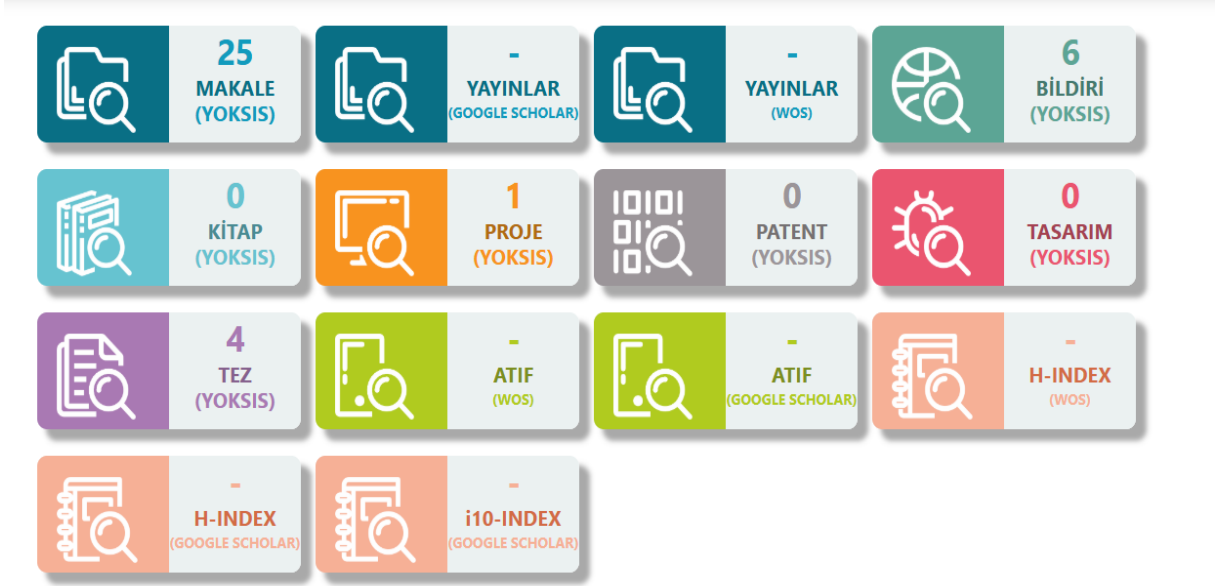 25
MAKALE
(YOKSIS)
-
YAYINLAR
(GOOGLE SCHOLAR)
-
YAYINLAR
(WOS)
6
BİLDİRİ
(YOKSIS)
0
KİTAP
(YOKSIS)
1
PROJE
(YOKSIS)
0
PATENT
(YOKSIS)
0
TASARIM
(YOKSIS)
4
TEZ
(YOKSIS)
-
ATIF
(WOS)
-
ATIF
(GOOGLE SCHOLAR)
-
H-INDEX
(WOS)
-
H-INDEX
(GOOGLE SCHOLAR)
-
i10-INDEX
(GOOGLE SCHOLAR)